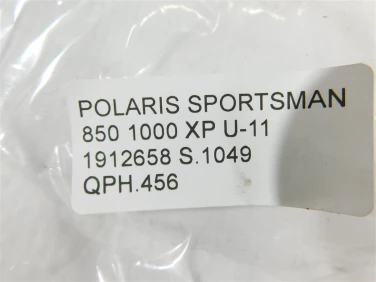 POLARIS SPORTSMAN
850 1000 XP U-11
1912658 S.1049
QPH.456